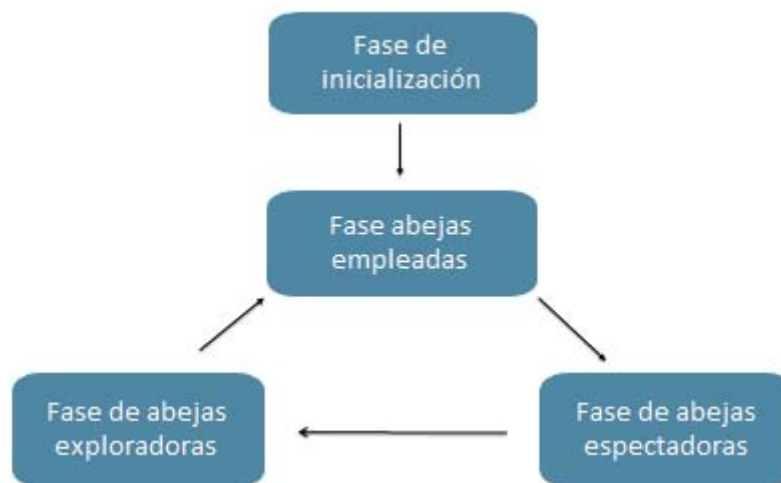 Fase de
inicialización
Fase abejas
empleadas
Fase de abejas
exploradoras
Fase de abejas
espectadoras